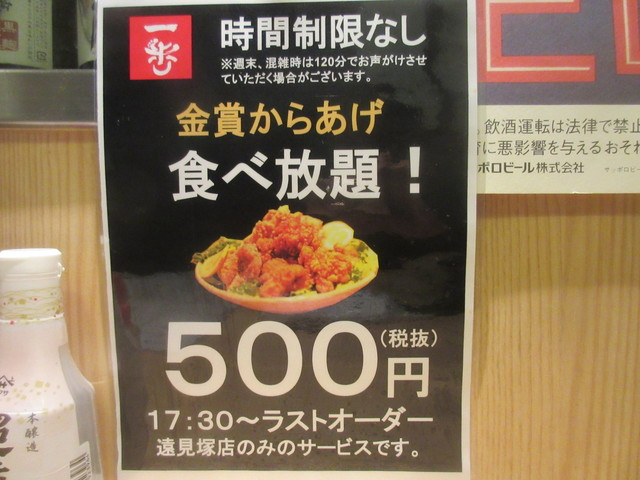 時間制限なし
※週末、混雑時は120分でお声がけさせ
ていただく場合がございます。
金賞からあげ
食べ放題！
500円
(税抜)
17:30～ラストオーダー
遠見塚店のみのサービスです。
飲酒運転は法律で禁止
に悪影響を与えるおそれ
ポロビール株式会社
本醸造